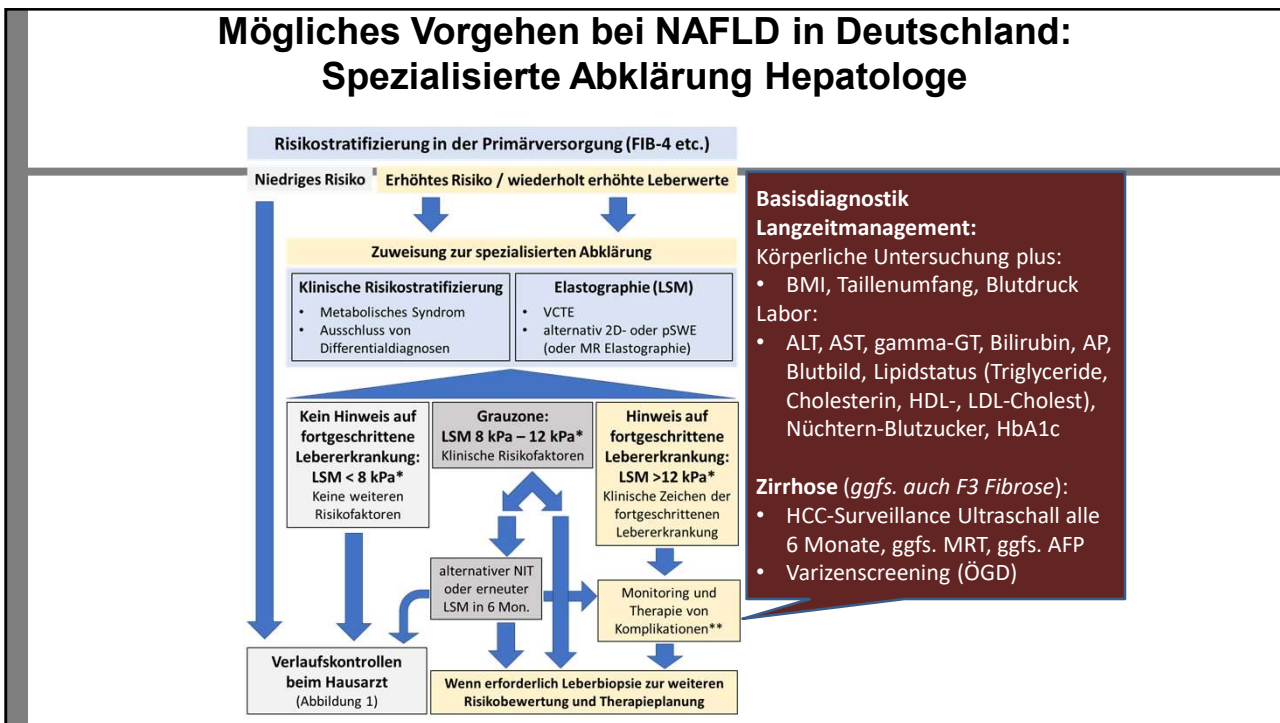 Mögliches Vorgehen bei NAFLD in Deutschland:
Spezialisierte Abklärung Hepatologe
Risikostratifizierung in der Primärversorgung (FIB-4 etc.)
Niedriges Risiko
Erhöhtes Risiko / wiederholt erhöhte Leberwerte
Zuweisung zur spezialisierten Abklärung
Klinische Risikostratifizierung
• Metabolisches Syndrom
• Ausschluss von
Differentialdiagnosen
Elastographie (LSM)
• VCTE
• alternativ 2D- oder pSWE
(oder MR Elastographie)
Kein Hinweis auf
fortgeschrittene
Lebererkrankung:
LSM < 8 kPa*
Keine weiteren
Risikofaktoren
Grauzone:
LSM 8 kPa – 12 kPa*
Klinische Risikofaktoren
Hinweis auf
fortgeschrittene
Lebererkrankung:
LSM >12 kPa*
Klinische Zeichen der
fortgeschrittenen
Lebererkrankung
alternativer NIT
oder erneuter
LSM in 6 Mon.
Monitoring und
Therapie von
Komplikationen**
Verlaufskontrollen
beim Hausarzt
(Abbildung 1)
Wenn erforderlich Leberbiopsie zur weiteren
Risikobewertung und Therapieplanung
Basisdiagnostik
Langzeitmanagement:
Körperliche Untersuchung plus:
• BMI, Taillenumfang, Blutdruck
Labor:
• ALT, AST, gamma-GT, Bilirubin, AP,
Blutbild, Lipidstatus (Triglyceride,
Cholesterin, HDL-, LDL-Cholest),
Nüchtern-Blutzucker, HbA1c
Zirrhose (ggfs. auch F3 Fibrose):
• HCC-Surveillance Ultraschall alle
6 Monate, ggfs. MRT, ggfs. AFP
• Varizenscreening (ÖGD)